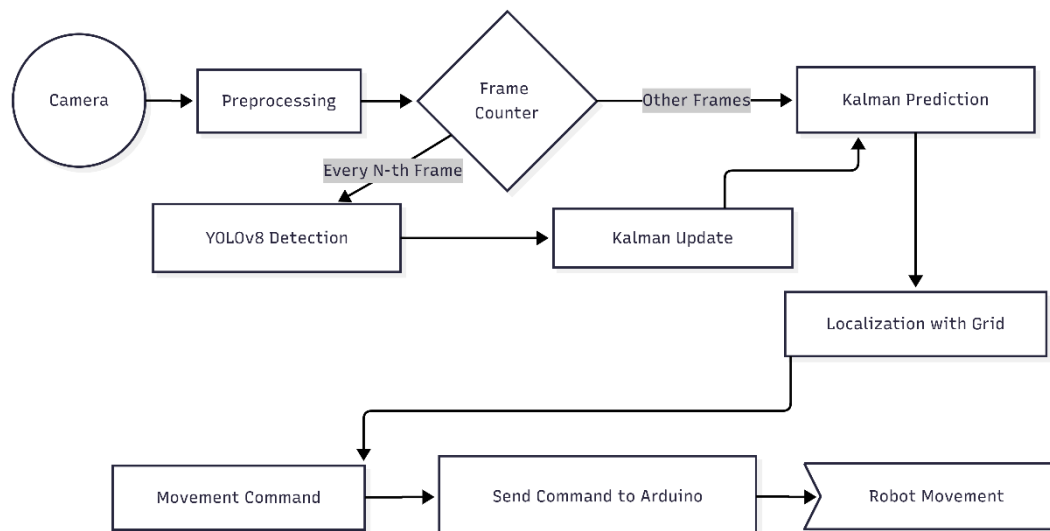 Camera
Preprocessing
Frame
Counter
Other Frames
Kalman Prediction
Every N-th Frame
YOLOv8 Detection
Kalman Update
Localization with Grid
Movement Command
Send Command to Arduino
Robot Movement